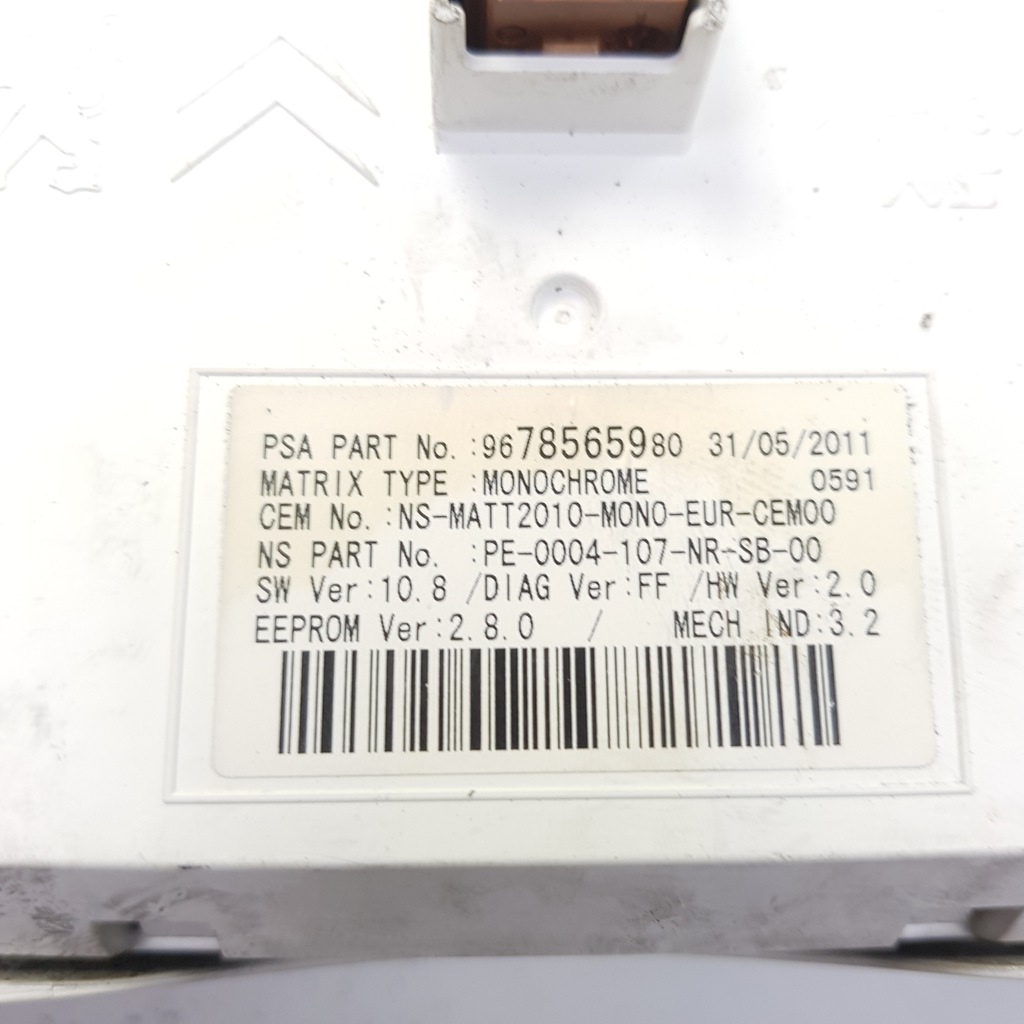 PSA PART No.:9678565980 31/05/2011
MATRIX TYPE :MONOCHROME 0591
CEM No.:NS-MATT2010-MONO-EUR-CEM00
NS PART No. :PE-0004-107-NR-SB-00
SW Ver:10.8 /DIAG Ver:FF /HW Ver:2.0
EEPROM Ver:2.8.0 / MECH IND:3.2